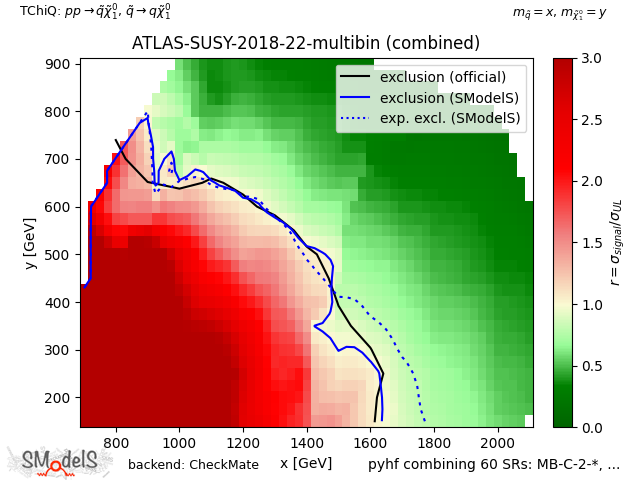 TChiQ: pp → q̃χ̃₁⁰, q̃ → qχ̃₁⁰
m_q̃ = x, m_χ̃₁⁰ = y
ATLAS-SUSY-2018-22-multibin (combined)
exclusion (official)
exclusion (SModelS)
exp. excl. (SModelS)
900
800
700
600
500
400
300
200
y [GeV]
800 1000 1200 1400 1600 1800 2000
x [GeV]
3.0
2.5
2.0
1.5
1.0
0.5
0.0
r = σ_signal/σ_UL
SModelS
backend: CheckMate
pyhf combining 60 SRs: MB-C-2-*, ...